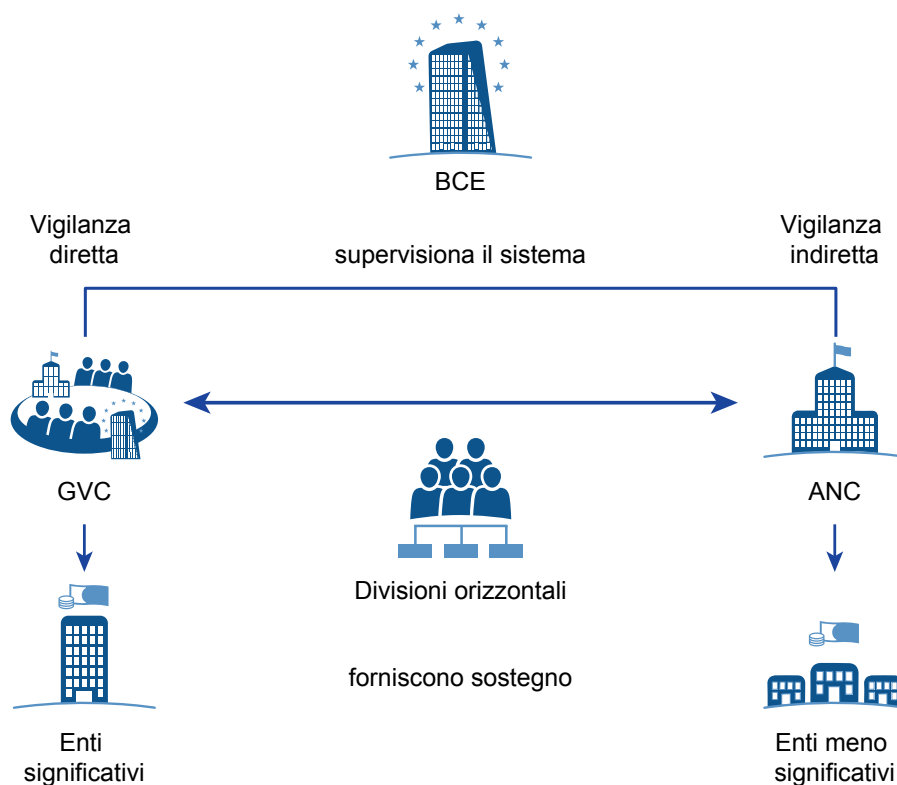 BCE
Vigilanza
diretta
supervisiona il sistema
Vigilanza
indiretta
GVC
ANC
Divisioni orizzontali
forniscono sostegno
Enti
significativi
Enti meno
significativi